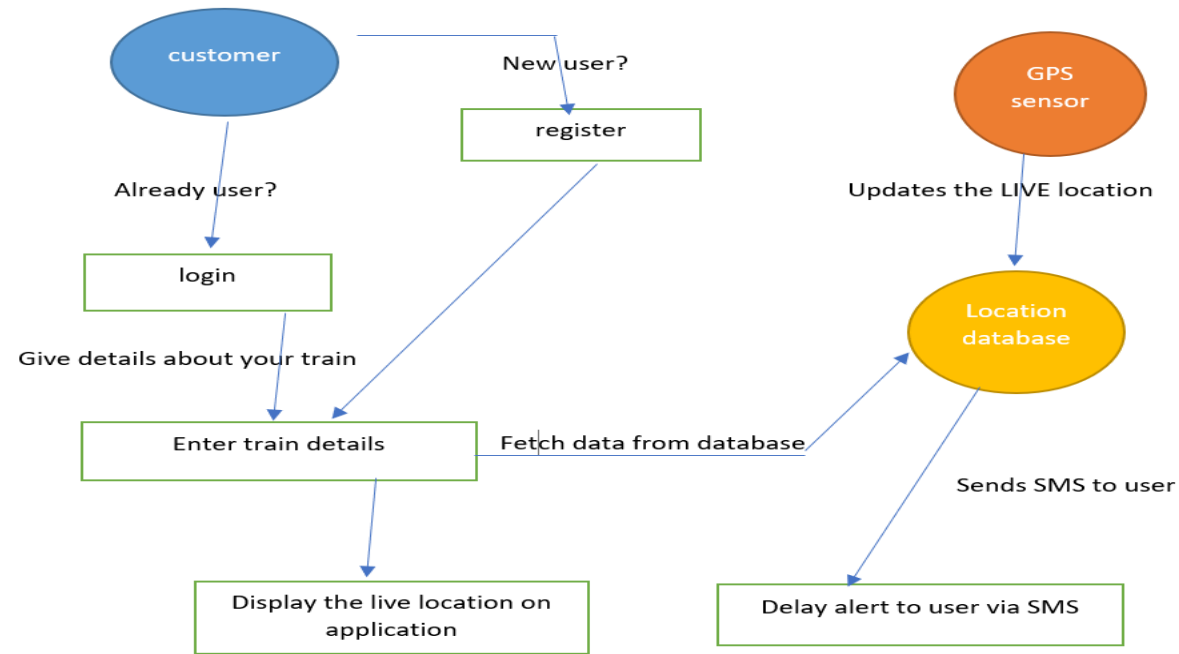 customer
New user?
GPS
sensor
register
Already user?
Updates the LIVE location
login
Location
database
Give details about your train
Enter train details
Fetch data from database
Sends SMS to user
Display the live location on
application
Delay alert to user via SMS